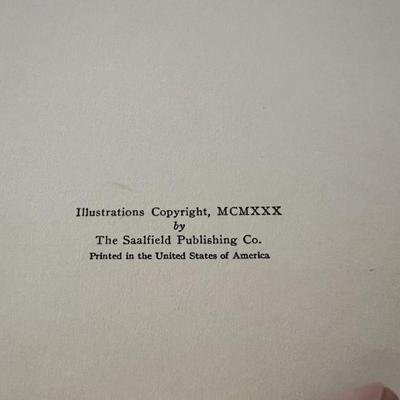 Illustrations Copyright, MCMXXX
by
The Saalfield Publishing Co.
Printed in the United States of America